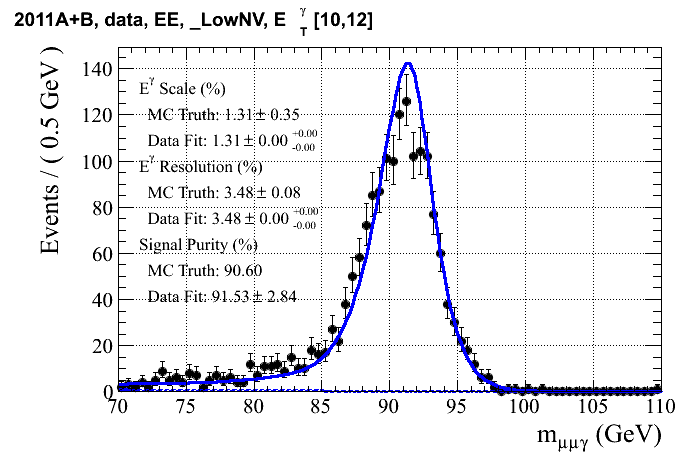 2011A+B, data, EE, _LowNV, E γ T [10,12]
Events / ( 0.5 GeV )
140
120
100
80
60
40
20
0
E^γ Scale (%)
MC Truth: 1.31 ± 0.35
Data Fit: 1.31 ± 0.00 +0.00 -0.00
E^γ Resolution (%)
MC Truth: 3.48 ± 0.08
Data Fit: 3.48 ± 0.00 +0.00 -0.00
Signal Purity (%)
MC Truth: 90.60
Data Fit: 91.53 ± 2.84
70 75 80 85 90 95 100 105 110
m_μμγ (GeV)